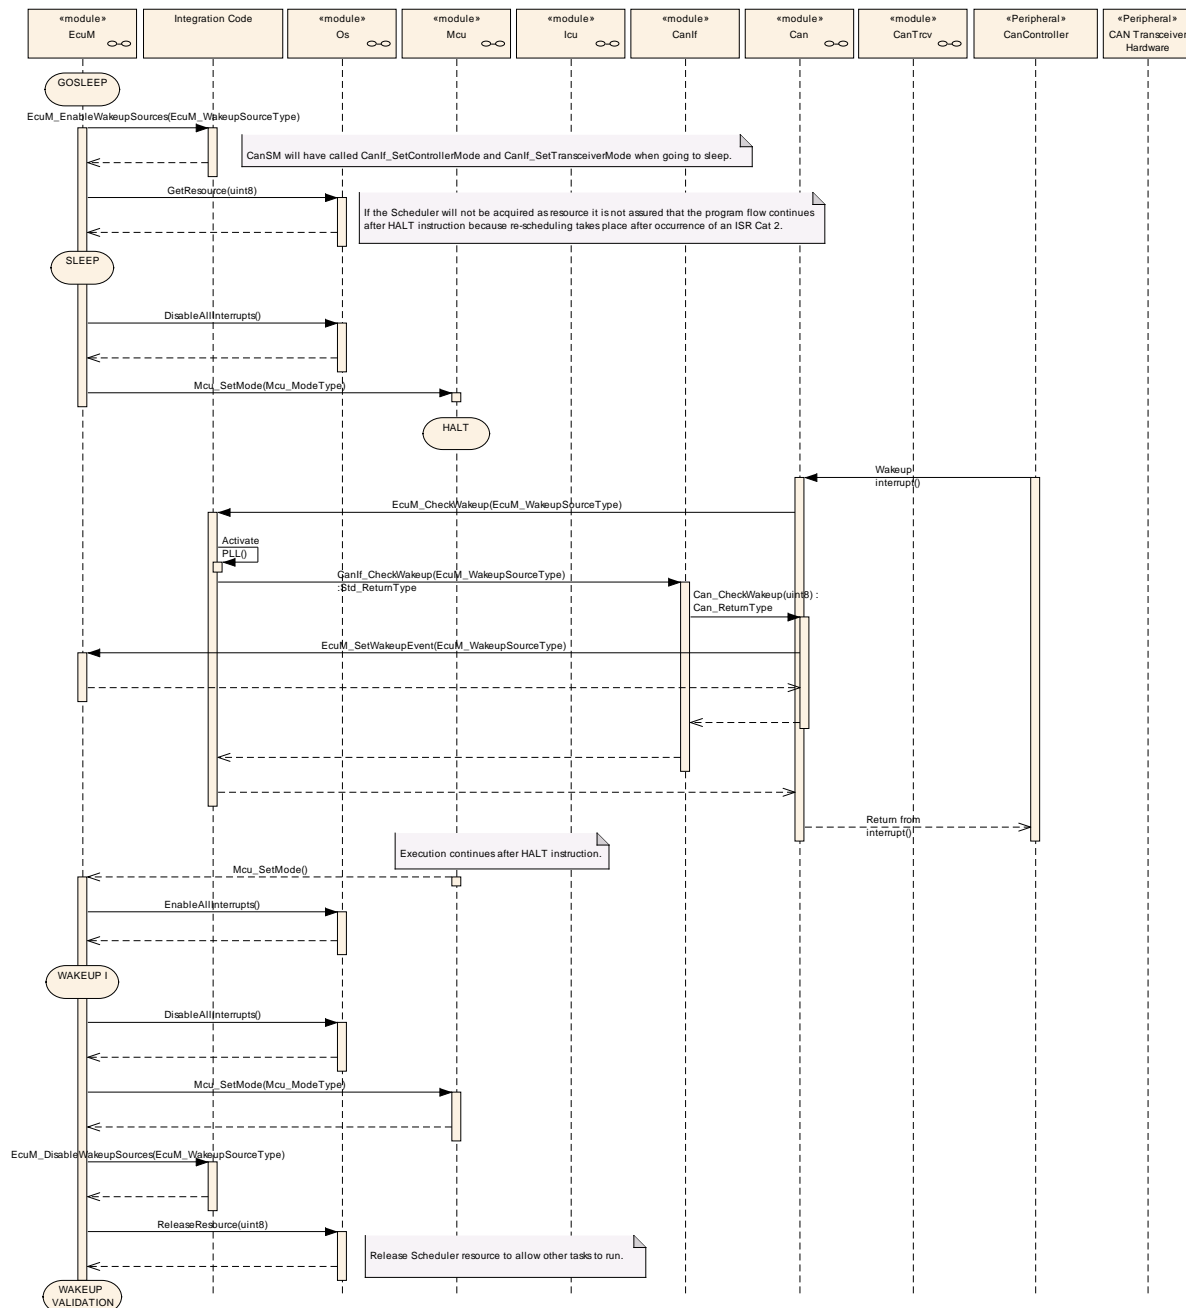 «module»
EcuM
Integration Code
«module»
Os
«module»
Mcu
«module»
Icu
«module»
CanIf
«module»
Can
«module»
CanTrcv
«Peripheral»
CanController
«Peripheral»
CAN Transceiver
Hardware
GOSLEEP
EcuM_EnableWakeupSources(EcuM_WakeupSourceType)
CanSM will have called CanIf_SetControllerMode and CanIf_SetTransceiverMode when going to sleep.
GetResource(uint8)
If the Scheduler will not be acquired as resource it is not assured that the program flow continues
after HALT instruction because re-scheduling takes place after occurrence of an ISR Cat 2.
SLEEP
DisableAllInterrupts()
Mcu_SetMode(Mcu_ModeType)
HALT
Wakeup
interrupt()
EcuM_CheckWakeup(EcuM_WakeupSourceType)
Activate
PLL()
CanIf_CheckWakeup(EcuM_WakeupSourceType)
:Std_ReturnType
Can_CheckWakeup(uint8) :
Can_ReturnType
EcuM_SetWakeupEvent(EcuM_WakeupSourceType)
Return from
interrupt()
Execution continues after HALT instruction.
Mcu_SetMode()
EnableAllInterrupts()
WAKEUP I
DisableAllInterrupts()
Mcu_SetMode(Mcu_ModeType)
EcuM_DisableWakeupSources(EcuM_WakeupSourceType)
ReleaseResource(uint8)
Release Scheduler resource to allow other tasks to run.
WAKEUP
VALIDATION